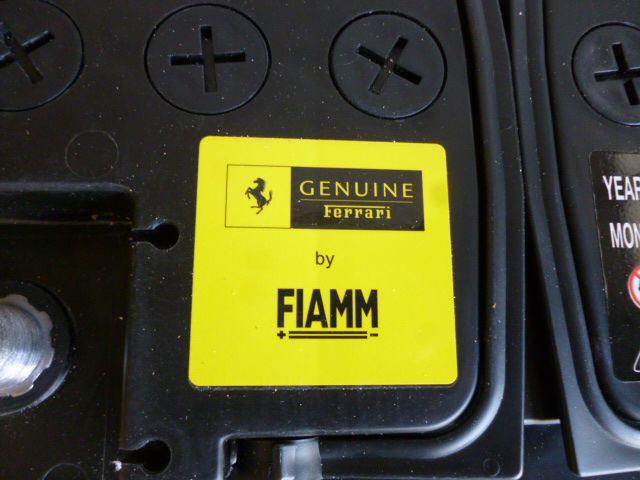 GENUINE
Ferrari
by
FIAMM
YEAR
MON